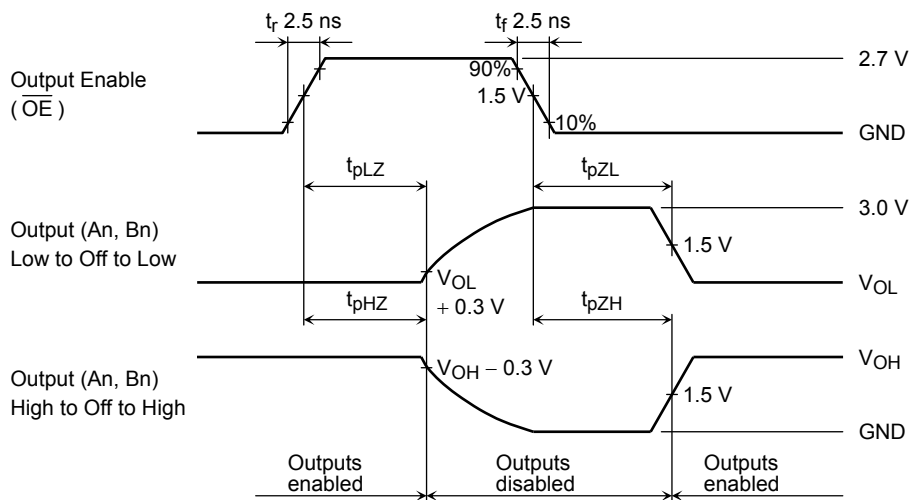 tr 2.5 ns
tf 2.5 ns
Output Enable
( OE )
90%
1.5 V
10%
2.7 V
GND
tpLZ
tpZL
Output (An, Bn)
Low to Off to Low
3.0 V
1.5 V
VOL
VOL
+ 0.3 V
tpHZ
tpZH
Output (An, Bn)
High to Off to High
VOH − 0.3 V
VOH
1.5 V
GND
Outputs
enabled
Outputs
disabled
Outputs
enabled